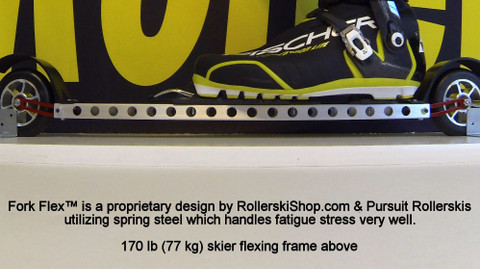 FISCHER
Fork Flex™ is a proprietary design by RollerskiShop.com & Pursuit Rollerskis
utilizing spring steel which handles fatigue stress very well.
170 lb (77 kg) skier flexing frame above